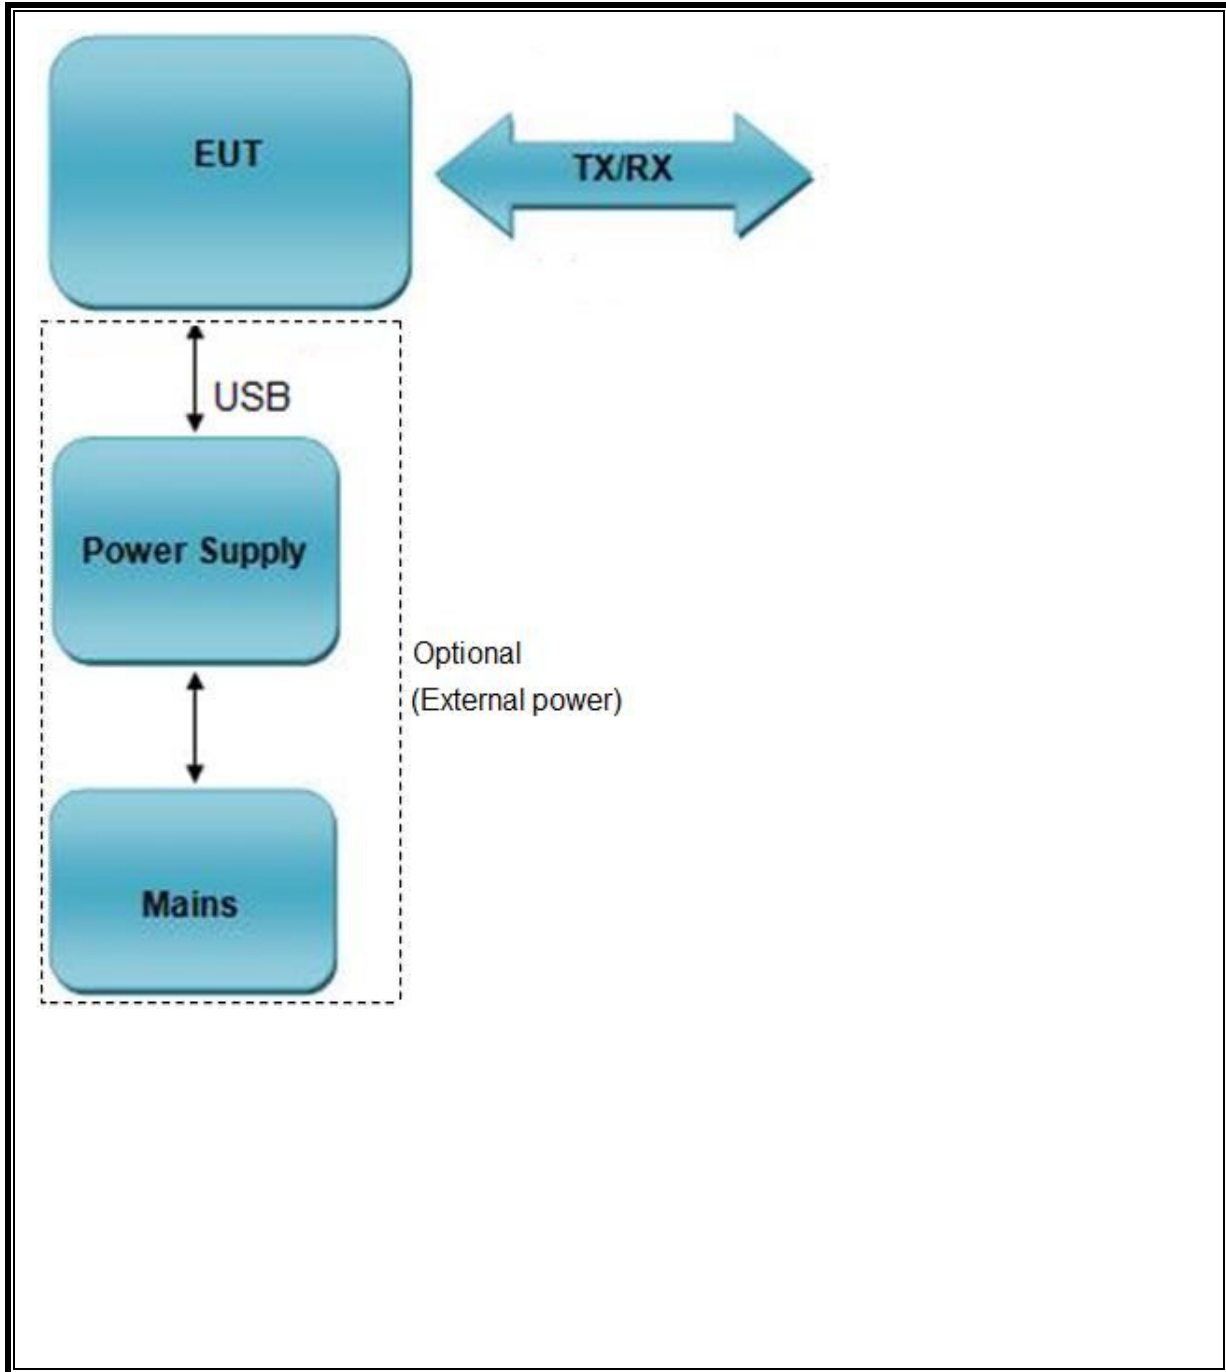 EUT
TX/RX
USB
Power Supply
Optional
(External power)
Mains